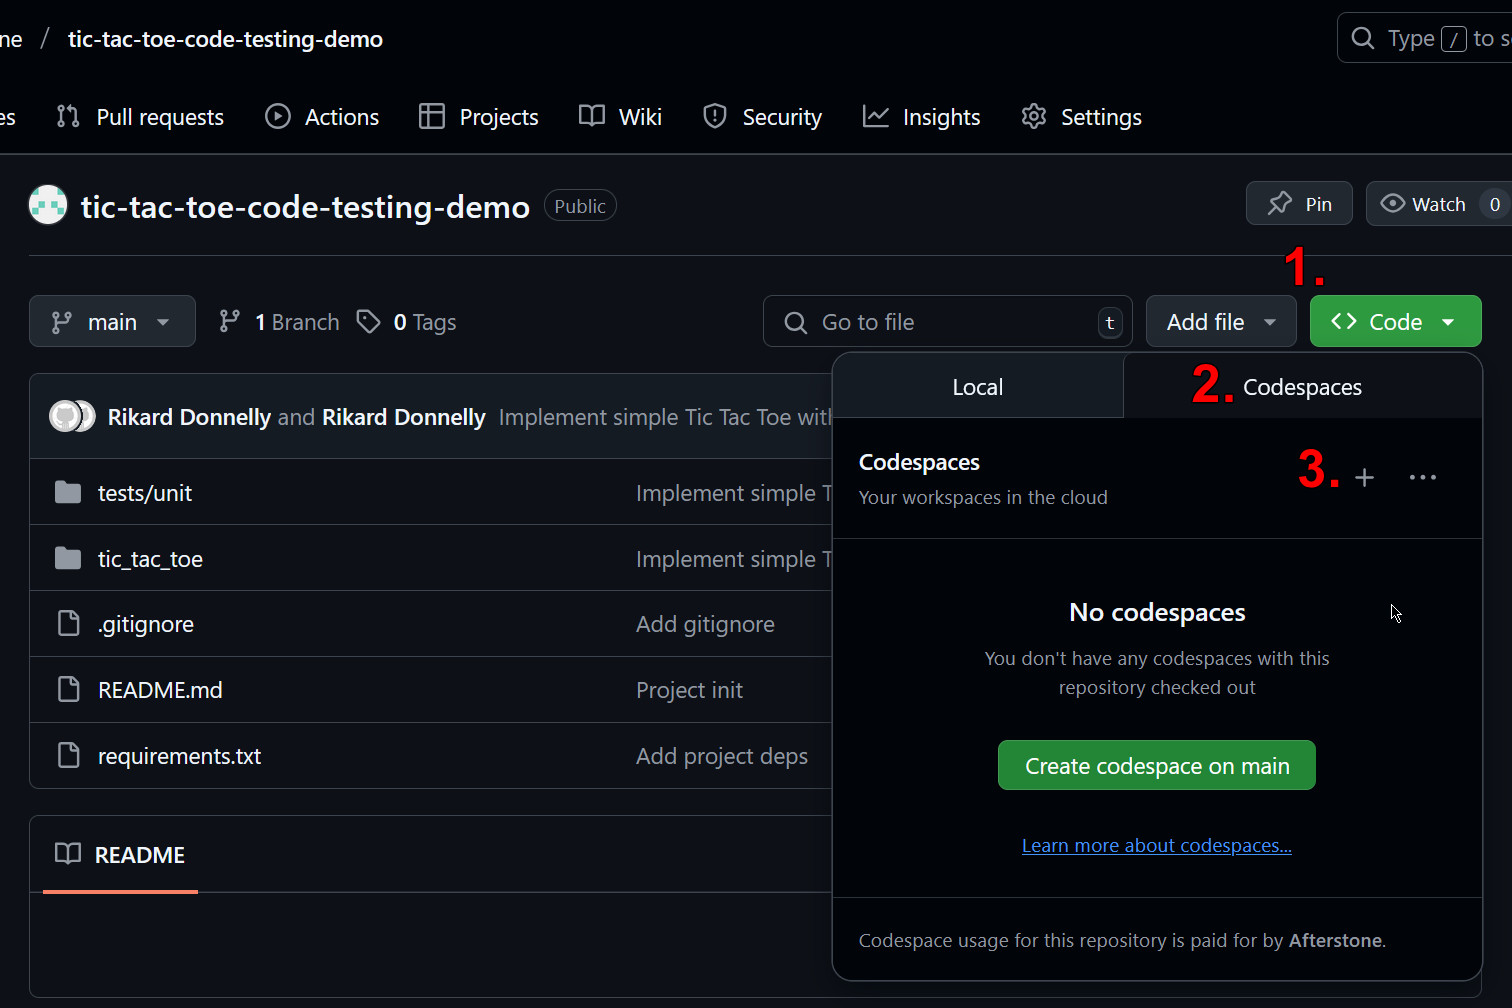 ne / tic-tac-toe-code-testing-demo
Type / to s
es Pull requests Actions Projects Wiki Security Insights Settings
tic-tac-toe-code-testing-demo Public
Pin Watch 0
1.
main 1 Branch 0 Tags
Go to file t Add file Code
Local 2. Codespaces
Rikard Donnelly and Rikard Donnelly Implement simple Tic Tac Toe with
Codespaces
Your workspaces in the cloud
3. + ...
tests/unit Implement simple T
tic_tac_toe Implement simple T
.gitignore Add gitignore
README.md Project init
requirements.txt Add project deps
No codespaces
You don't have any codespaces with this
repository checked out
Create codespace on main
Learn more about codespaces...
README
Codespace usage for this repository is paid for by Afterstone.